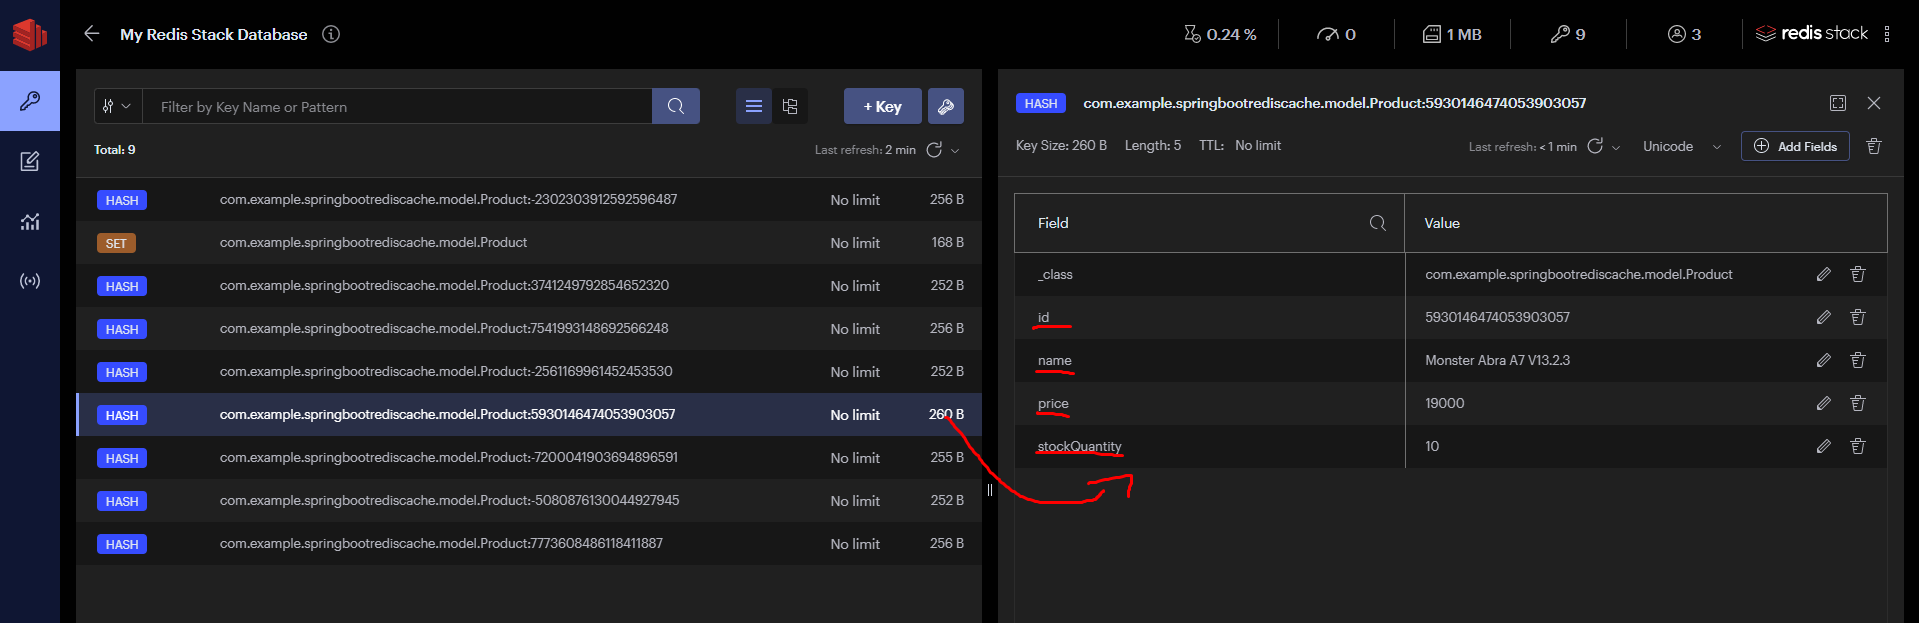 My Redis Stack Database
0.24 %
0
1 MB
9
3
redis stack
Filter by Key Name or Pattern
+ Key
Total: 9
Last refresh: 2 min
HASH com.example.springbootrediscache.model.Product:-2302303912592596487 No limit 256 B
SET com.example.springbootrediscache.model.Product No limit 168 B
HASH com.example.springbootrediscache.model.Product:3741249792854652320 No limit 252 B
HASH com.example.springbootrediscache.model.Product:7541993148692566248 No limit 256 B
HASH com.example.springbootrediscache.model.Product:-2561169961452453530 No limit 252 B
HASH com.example.springbootrediscache.model.Product:5930146474053903057 No limit 260 B
HASH com.example.springbootrediscache.model.Product:-7200041903694896591 No limit 255 B
HASH com.example.springbootrediscache.model.Product:-5080876130044927945 No limit 252 B
HASH com.example.springbootrediscache.model.Product:7773608486118411887 No limit 256 B
HASH com.example.springbootrediscache.model.Product:5930146474053903057
Key Size: 260 B Length: 5 TTL: No limit Last refresh: < 1 min Unicode Add Fields
Field Value
_class com.example.springbootrediscache.model.Product
id 5930146474053903057
name Monster Abra A7 V13.2.3
price 19000
stockQuantity 10